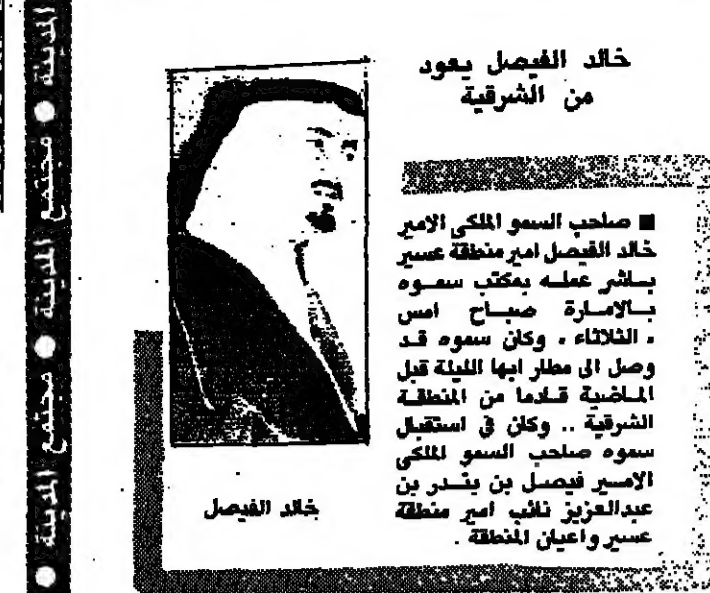 خالد الفيصل يعود
من الشرقية
■ صاحب السمو الملكى الامير
خالد الفيصل امير منطقة عسير
باشر عمله بمكتب سموه
بالامارة صباح امس
« الثلاثاء » وكان سموه قد
وصل الى مطار ابها الليلة قبل
الماضية قادما من المنطقة
الشرقية .. وكان في استقبال
سموه صاحب السمو الملكى
الامير فيصل بن بندر بن
عبدالعزيز نائب امير منطقة
عسير واعيان المنطقة .
خالد الفيصل
المدينة ● مجتمع المدينة ● مجتمع المدينة ●